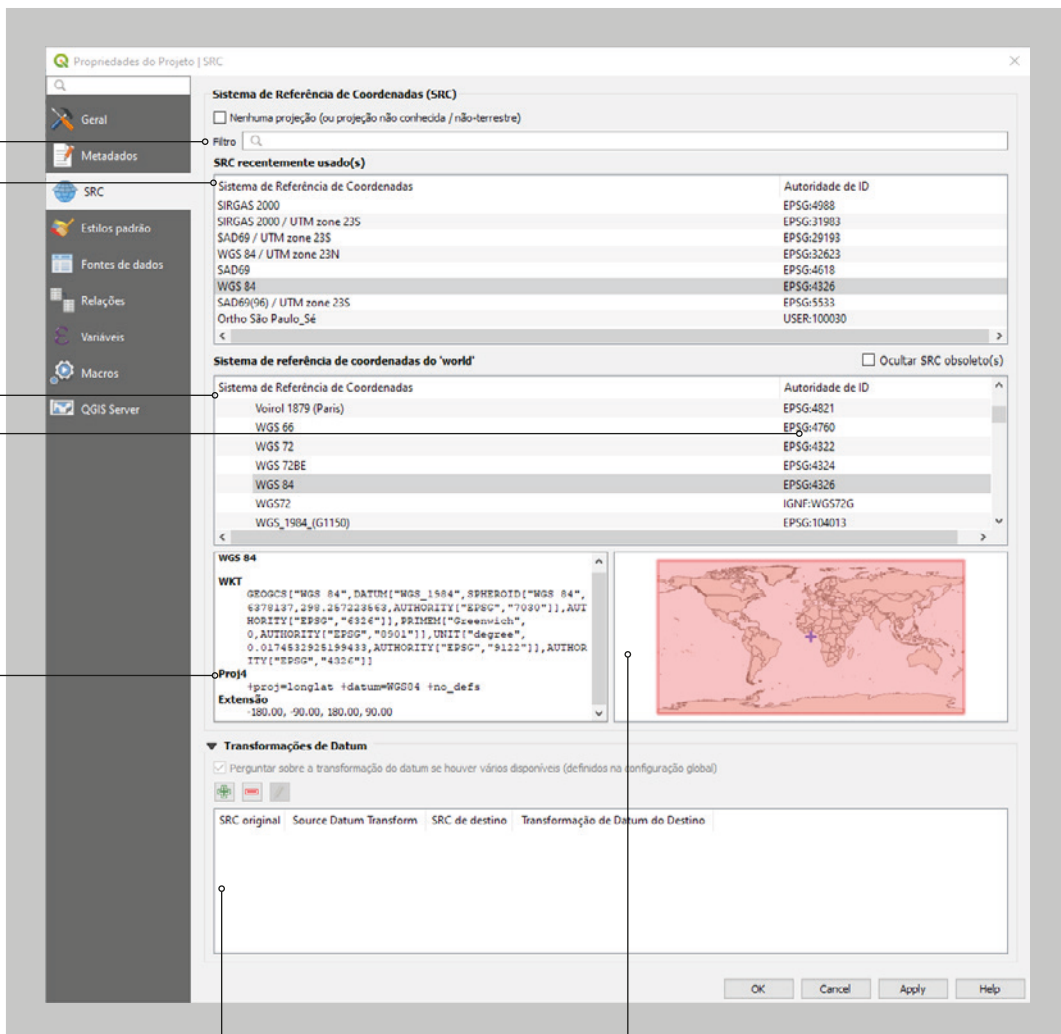 Propriedades do Projeto | SRC
Geral
Metadados
SRC
Estilos padrão
Fontes de dados
Relações
Variáveis
Macros
QGIS Server
Sistema de Referência de Coordenadas (SRC)
Nenhuma projeção (ou projeção não conhecida / não-terrestre)
Filtro
SRC recentemente usado(s)
Sistema de Referência de Coordenadas Autoridade de ID
SIRGAS 2000 EPSG:4988
SIRGAS 2000 / UTM zone 23S EPSG:31983
SAD69 / UTM zone 23S EPSG:29193
WGS 84 / UTM zone 23N EPSG:32623
SAD69 EPSG:4618
WGS 84 EPSG:4326
SAD69(96) / UTM zone 23S EPSG:5533
Ortho São Paulo_Sé USER:100030
Sistema de referência de coordenadas do 'world' Ocultar SRC obsoleto(s)
Sistema de Referência de Coordenadas Autoridade de ID
Voirol 1879 (Paris) EPSG:4821
WGS 66 EPSG:4760
WGS 72 EPSG:4322
WGS 72BE EPSG:4324
WGS 84 EPSG:4326
WGS72 IGNF:WGS72G
WGS_1984_(G1150) EPSG:104013
WGS 84
WKT
GEOGCS["WGS 84",DATUM["WGS_1984",SPHEROID["WGS 84",
6378137,298.257223563,AUTHORITY["EPSG","7030"]],AUT
HORITY["EPSG","6326"]],PRIMEM["Greenwich",
0,AUTHORITY["EPSG","8901"]],UNIT["degree",
0.0174532925199433,AUTHORITY["EPSG","9122"]],AUTHOR
ITY["EPSG","4326"]]
Proj4
+proj=longlat +datum=WGS84 +no_defs
Extensão
-180.00, -90.00, 180.00, 90.00
Transformações de Datum
Perguntar sobre a transformação do datum se houver vários disponíveis (definidos na configuração global)
SRC original Source Datum Transform SRC de destino Transformação de Datum do Destino
OK Cancel Apply Help